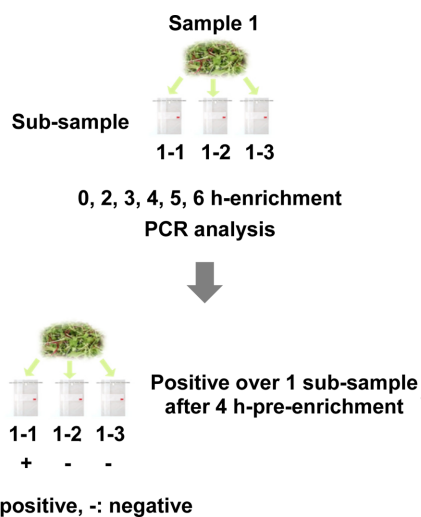 Sample 1
Sub-sample
1-1 1-2 1-3
0, 2, 3, 4, 5, 6 h-enrichment
PCR analysis
Positive over 1 sub-sample
after 4 h-pre-enrichment
1-1 1-2 1-3
+ - -
positive, -: negative